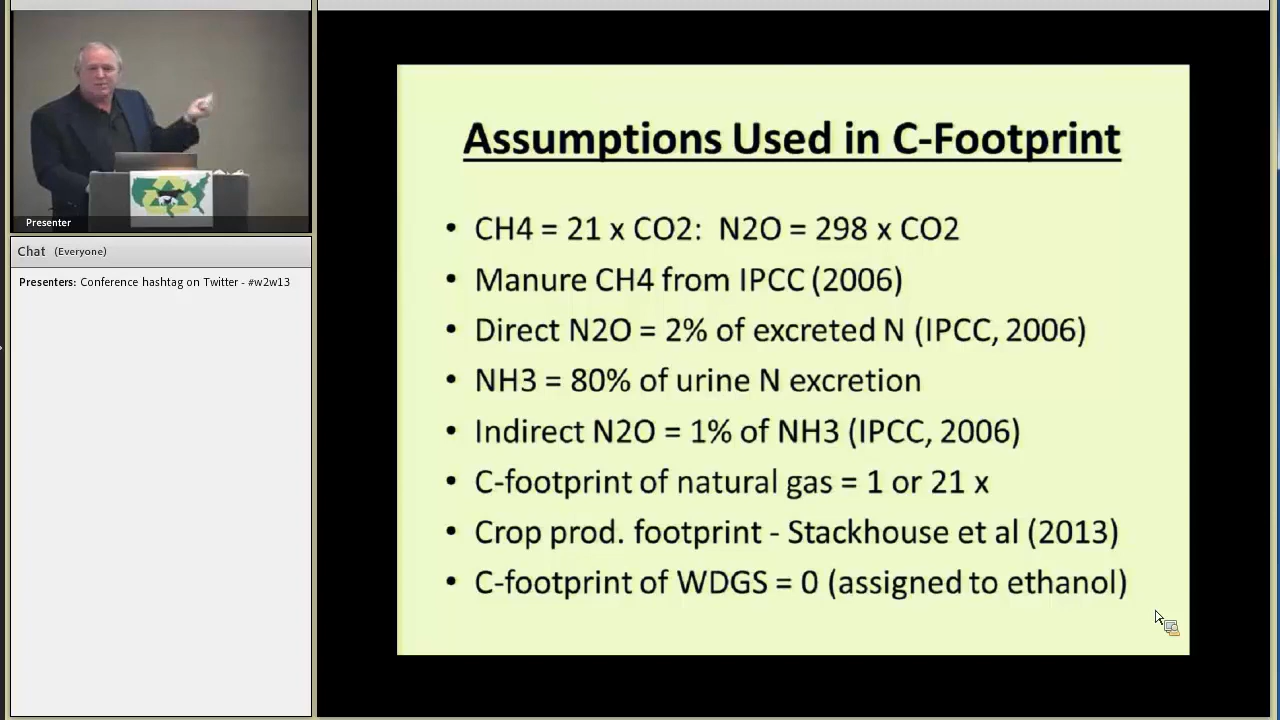 Presenter
Chat (Everyone)
Presenters: Conference hashtag on Twitter - #w2w13
Assumptions Used in C-Footprint
• CH4 = 21 x CO2: N2O = 298 x CO2
• Manure CH4 from IPCC (2006)
• Direct N2O = 2% of excreted N (IPCC, 2006)
• NH3 = 80% of urine N excretion
• Indirect N2O = 1% of NH3 (IPCC, 2006)
• C-footprint of natural gas = 1 or 21 x
• Crop prod. footprint - Stackhouse et al (2013)
• C-footprint of WDGS = 0 (assigned to ethanol)